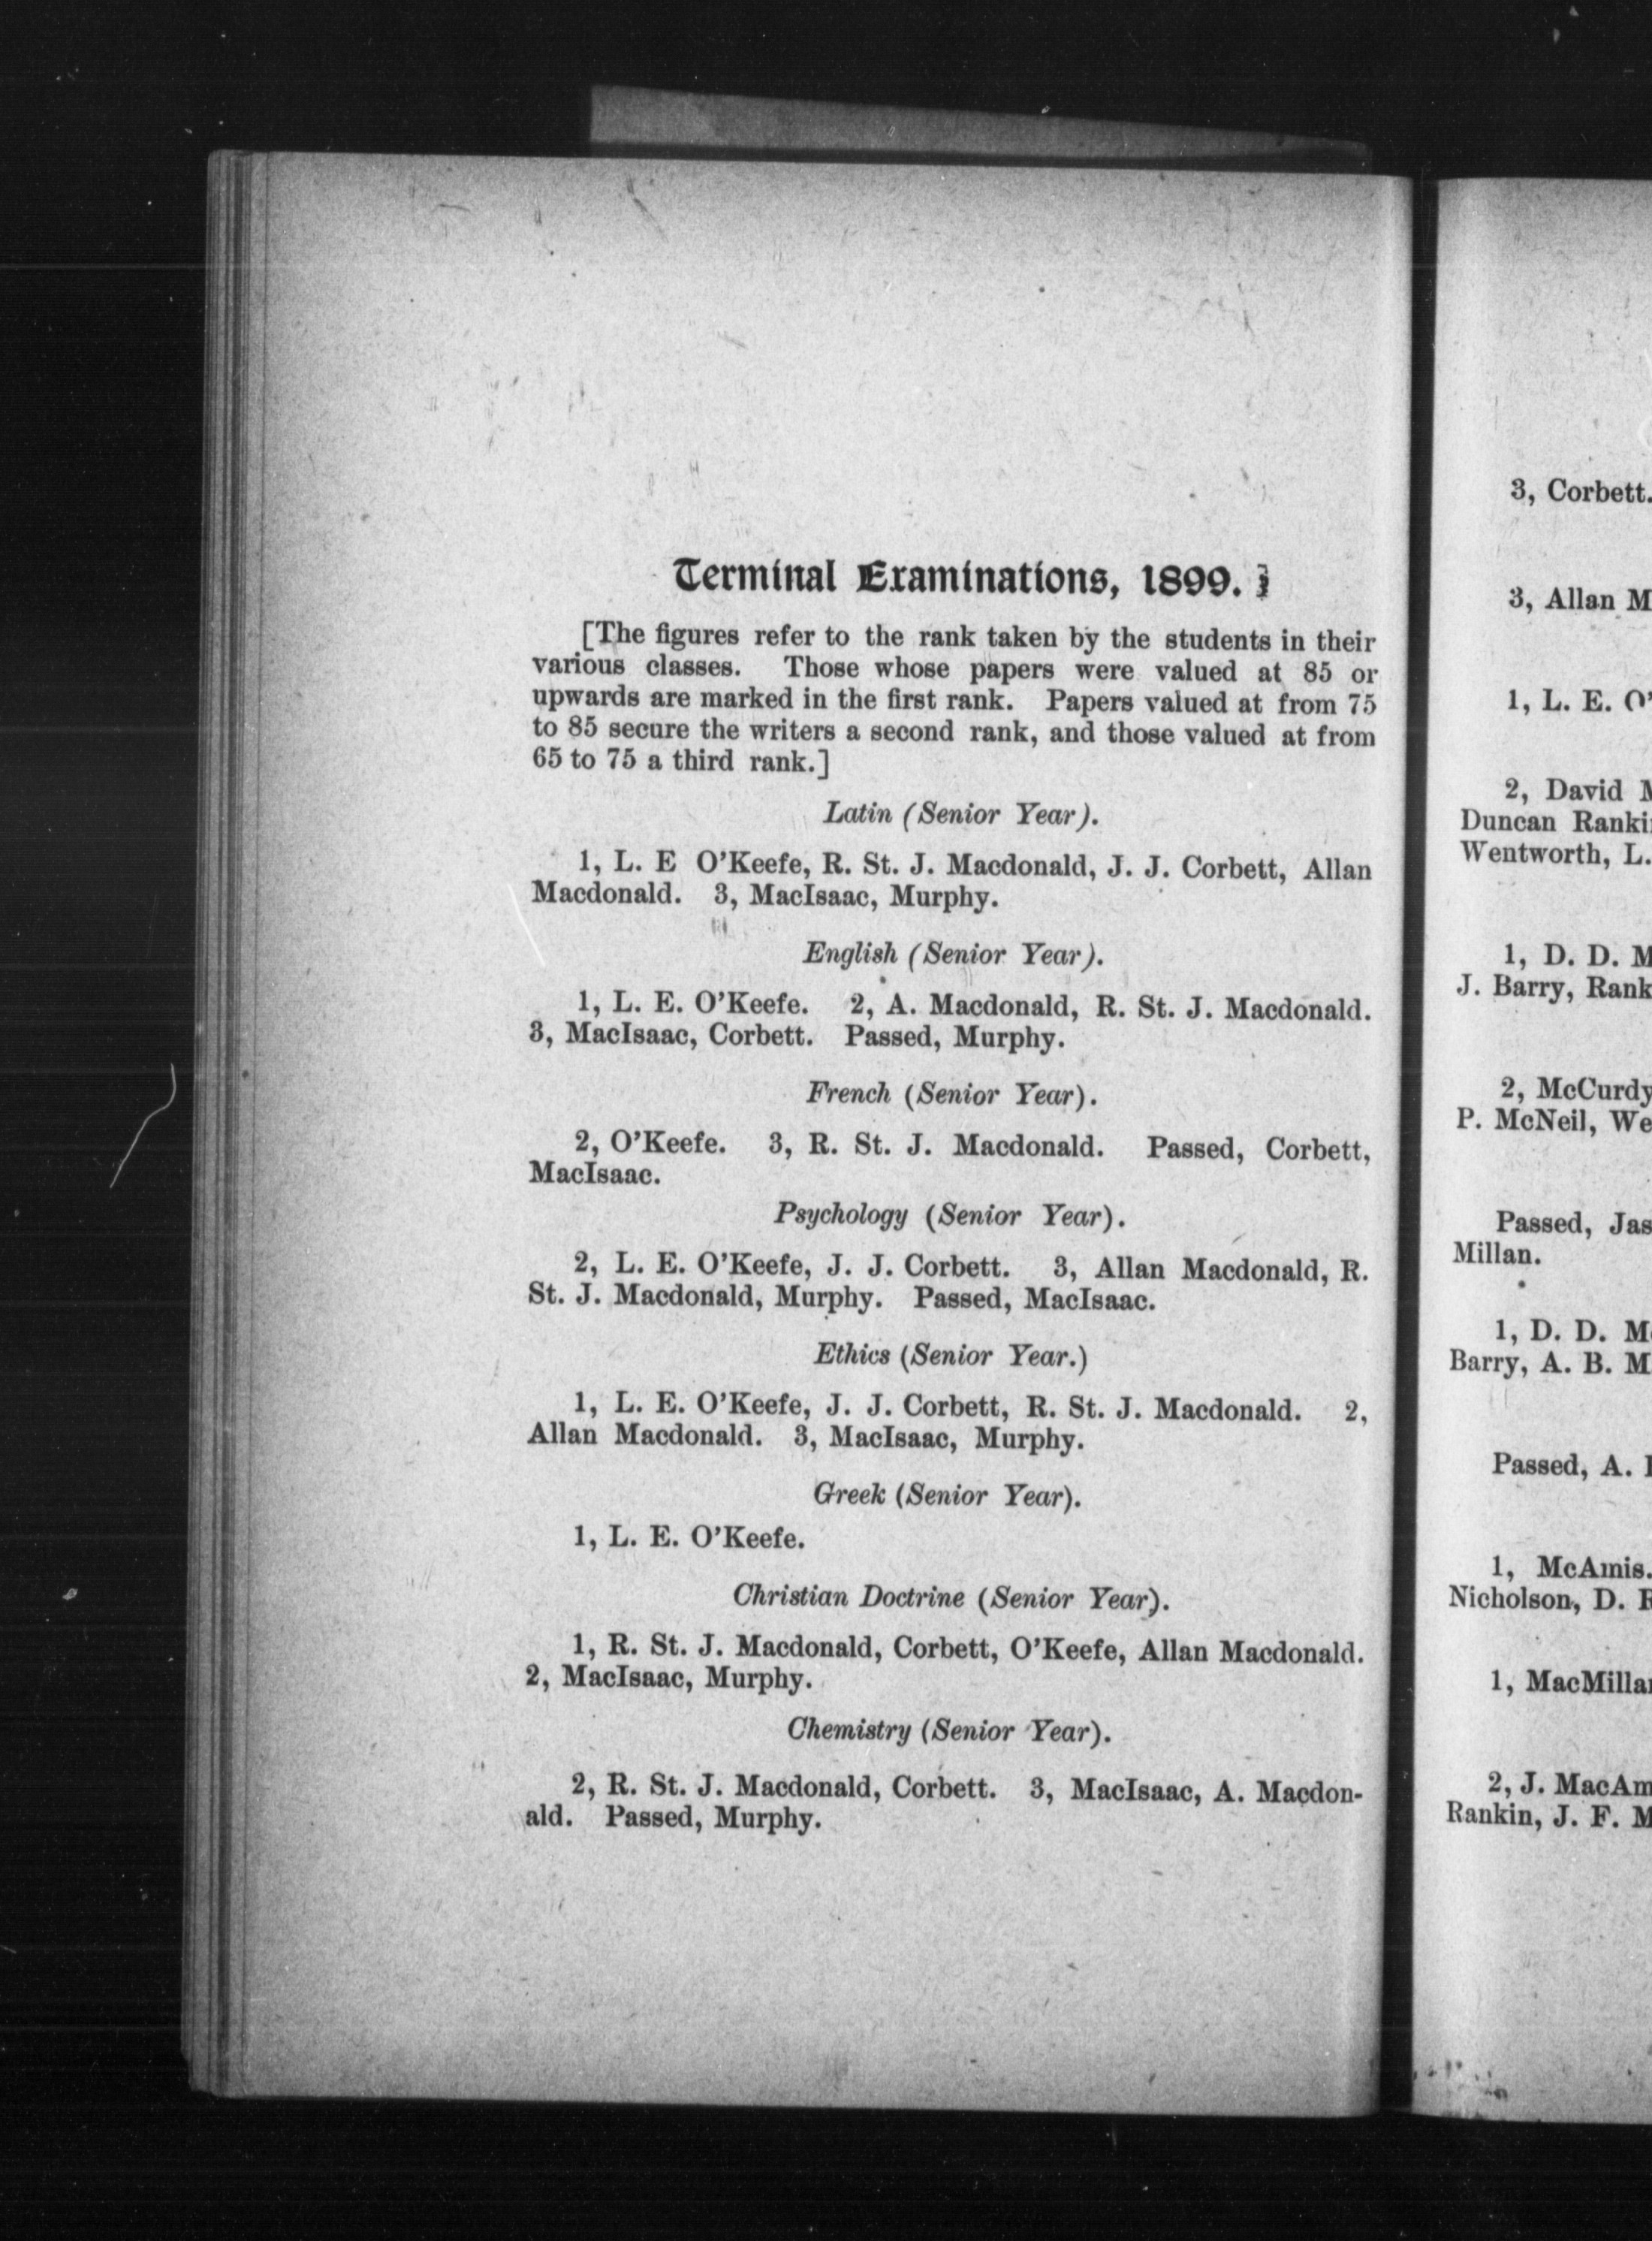 Terminal Examinations, 1899.
[The figures refer to the rank taken by the students in their
various classes. Those whose papers were valued at 85 or
upwards are marked in the first rank. Papers valued at from 75
to 85 secure the writers a second rank, and those valued at from
65 to 75 a third rank.]
Latin (Senior Year).
1, L. E O'Keefe, R. St. J. Macdonald, J. J. Corbett, Allan
Macdonald. 3, MacIsaac, Murphy.
English (Senior Year).
1, L. E. O'Keefe. 2, A. Macdonald, R. St. J. Macdonald.
3, MacIsaac, Corbett. Passed, Murphy.
French (Senior Year).
2, O'Keefe. 3, R. St. J. Macdonald. Passed, Corbett,
MacIsaac.
Psychology (Senior Year).
2, L. E. O'Keefe, J. J. Corbett. 3, Allan Macdonald, R.
St. J. Macdonald, Murphy. Passed, MacIsaac.
Ethics (Senior Year.)
1, L. E. O'Keefe, J. J. Corbett, R. St. J. Macdonald. 2,
Allan Macdonald. 3, MacIsaac, Murphy.
Greek (Senior Year).
1, L. E. O'Keefe.
Christian Doctrine (Senior Year).
1, R. St. J. Macdonald, Corbett, O'Keefe, Allan Macdonald.
2, MacIsaac, Murphy.
Chemistry (Senior Year).
2, R. St. J. Macdonald, Corbett. 3, MacIsaac, A. Macdon-
ald. Passed, Murphy.
3, Corbett.
3, Allan
1, L. E.
2, David
Duncan
Wentworth, L.
1, D. D.
J. Barry,
2, McCurdy
P. McNeil,
Passed,
Millan.
1, D. D.
Barry, A. B.
Passed, A.
1, McAmis.
Nicholson, D.
1,
2, J.
Rankin, J. F.